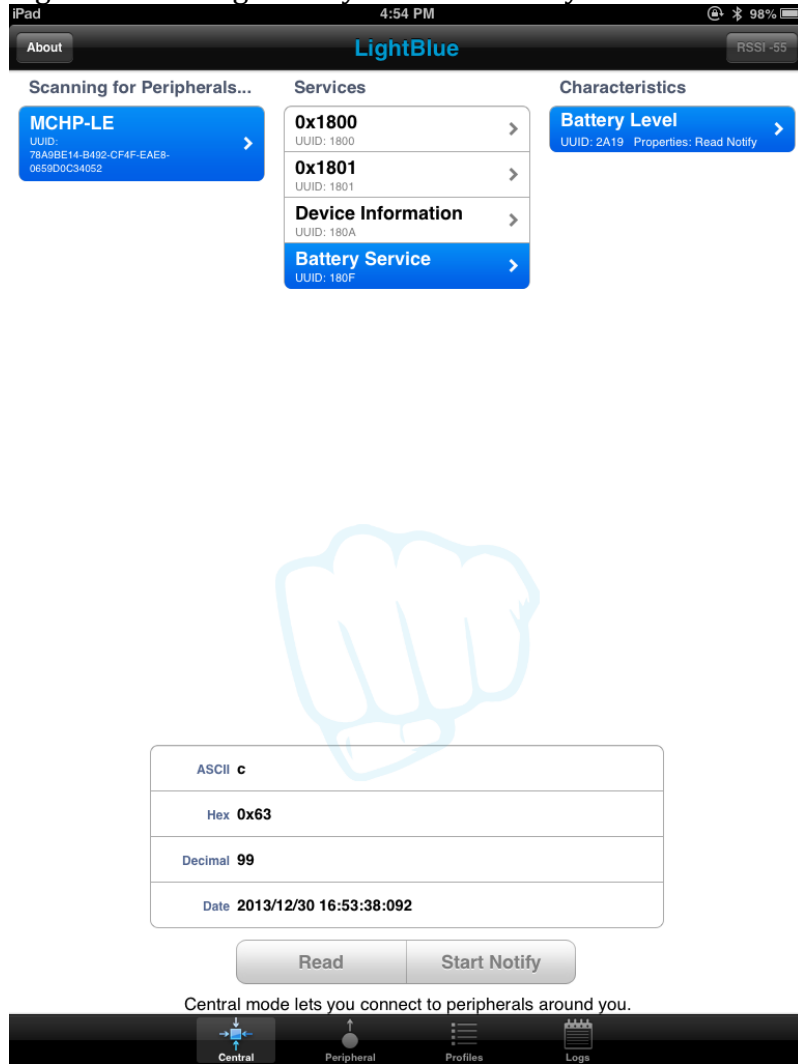 iPad
4:54 PM
98%
About
LightBlue
RSSI -55
Scanning for Peripherals...
MCHP-LE
UUID:
78A9BE14-B492-CF4F-EAE8-
0659D0C34052
Services
0x1800
UUID: 1800
0x1801
UUID: 1801
Device Information
UUID: 180A
Battery Service
UUID: 180F
Characteristics
Battery Level
UUID: 2A19 Properties: Read Notify
ASCII c
Hex 0x63
Decimal 99
Date 2013/12/30 16:53:38:092
Read
Start Notify
Central mode lets you connect to peripherals around you.
Central
Peripheral
Profiles
Logs